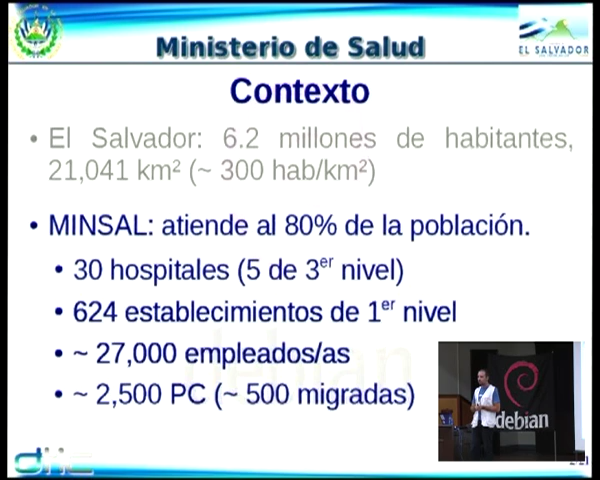 Ministerio de Salud
EL SALVADOR
Contexto
• El Salvador: 6.2 millones de habitantes,
21,041 km² (~ 300 hab/km²)
• MINSAL: atiende al 80% de la población.
• 30 hospitales (5 de 3er nivel)
• 624 establecimientos de 1er nivel
• ~ 27,000 empleados/as
• ~ 2,500 PC (~ 500 migradas)
debian
debian